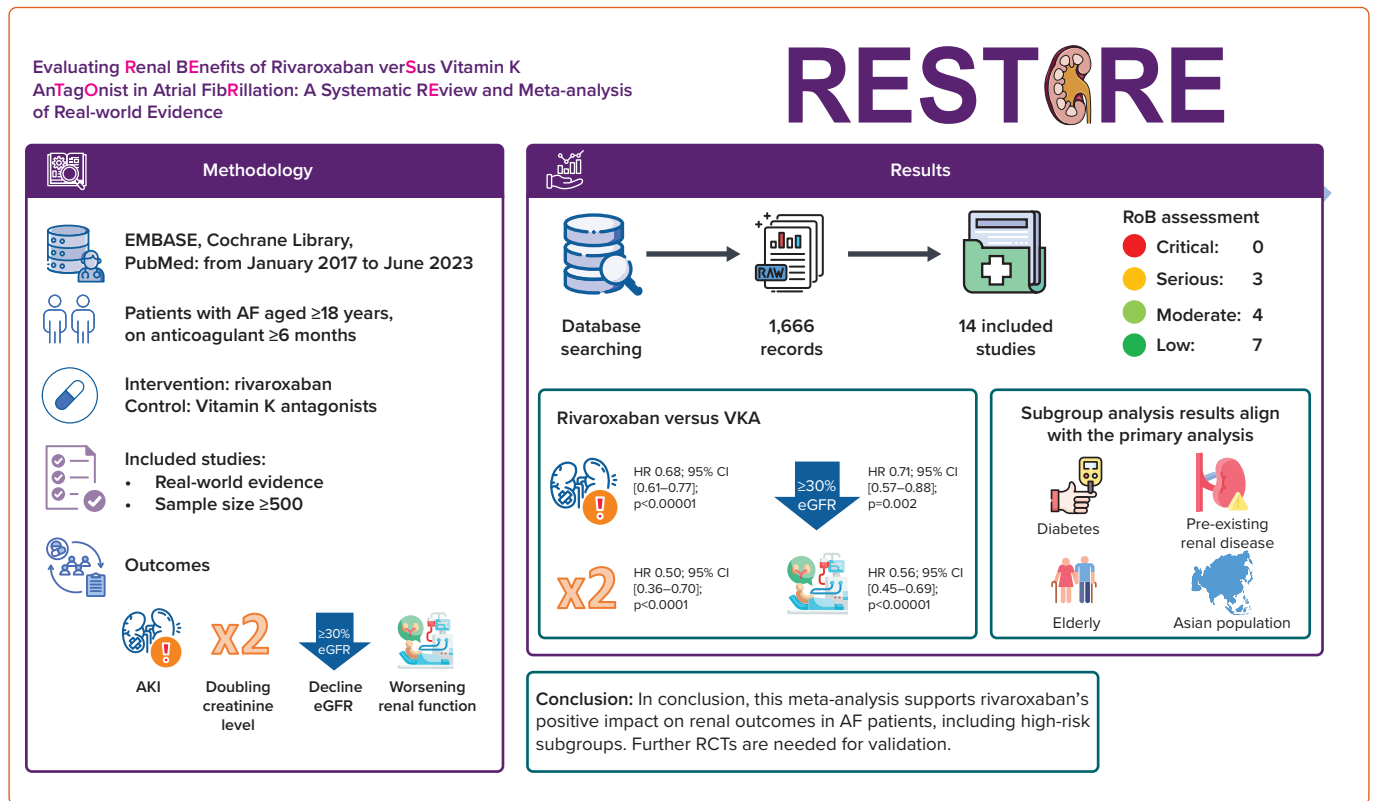 Evaluating Renal BEnefits of Rivaroxaban verSus Vitamin K
AnTagOnist in Atrial FibRillation: A Systematic REview and Meta-analysis
of Real-world Evidence
RESTORE
Methodology
EMBASE, Cochrane Library,
PubMed: from January 2017 to June 2023
Patients with AF aged ≥18 years,
on anticoagulant ≥6 months
Intervention: rivaroxaban
Control: Vitamin K antagonists
Included studies:
• Real-world evidence
• Sample size ≥500
Outcomes
x2
≥30%
eGFR
AKI
Doubling
creatinine
level
Decline
eGFR
Worsening
renal function
Results
RAW
Database
searching
1,666
records
14 included
studies
RoB assessment
Critical: 0
Serious: 3
Moderate: 4
Low: 7
Rivaroxaban versus VKA
HR 0.68; 95% CI
[0.61–0.77];
p<0.00001
≥30%
eGFR
HR 0.71; 95% CI
[0.57–0.88];
p=0.002
x2
HR 0.50; 95% CI
[0.36–0.70];
p<0.0001
HR 0.56; 95% CI
[0.45–0.69];
p<0.00001
Subgroup analysis results align
with the primary analysis
Diabetes
Pre-existing
renal disease
Elderly
Asian population
Conclusion: In conclusion, this meta-analysis supports rivaroxaban’s
positive impact on renal outcomes in AF patients, including high-risk
subgroups. Further RCTs are needed for validation.